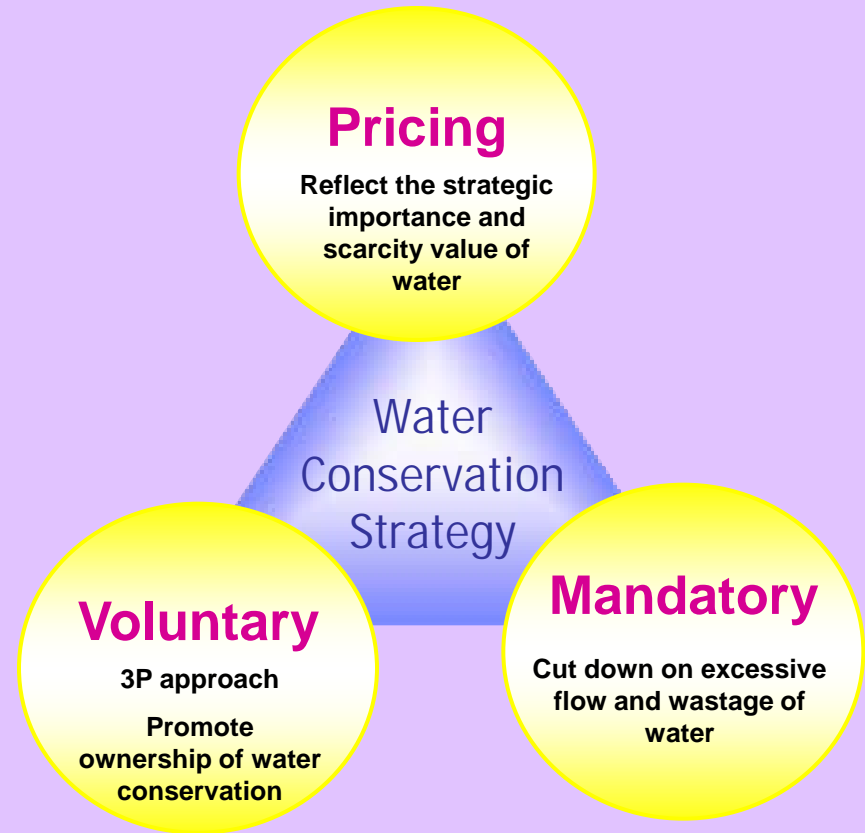 Pricing
Reflect the strategic
importance and
scarcity value of
water
Water
Conservation
Strategy
Voluntary
3P approach
Promote
ownership of water
conservation
Mandatory
Cut down on excessive
flow and wastage of
water